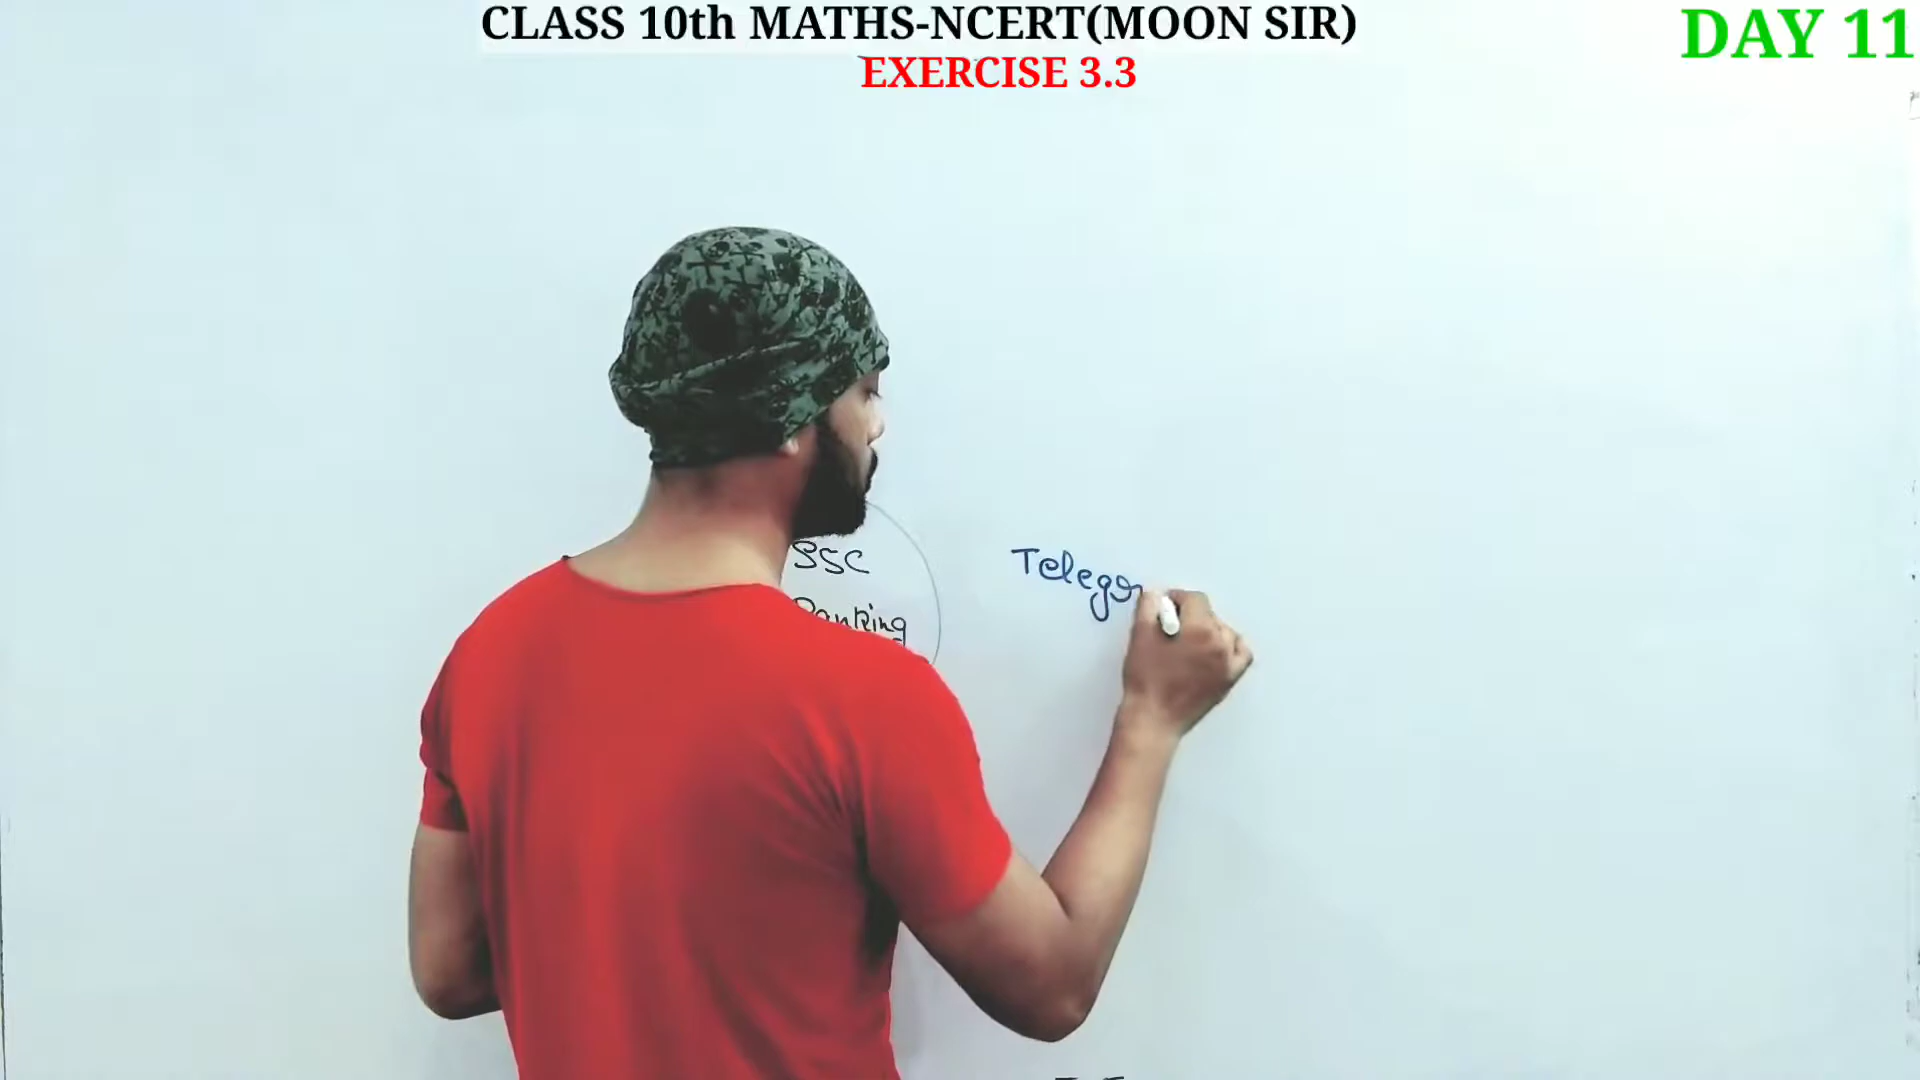 CLASS 10th MATHS-NCERT(MOON SIR)
DAY 11
EXERCISE 3.3
SSC
Telegr